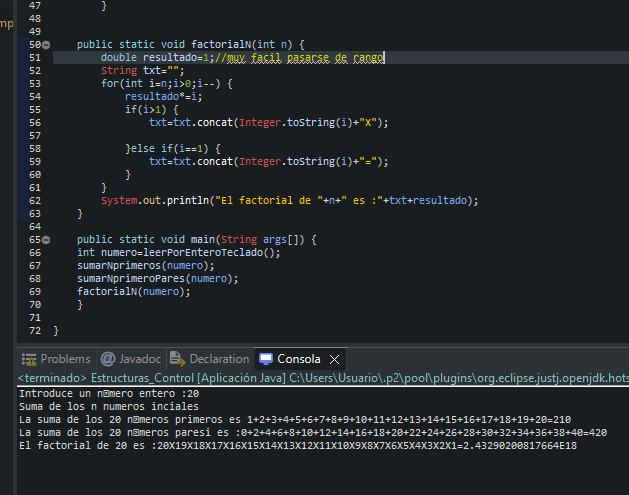 47 }
mp
48
49
50 public static void factorialN(int n) {
51 double resultado=1;//muy facil pasarse de rango
52 String txt="";
53 for(int i=n;i>0;i--) {
54 resultado*=i;
55 if(i>1) {
56 txt=txt.concat(Integer.toString(i)+"X");
57
58 }else if(i==1) {
59 txt=txt.concat(Integer.toString(i)+"=");
60 }
61 }
62 System.out.println("El factorial de "+n+" es :"+txt+resultado);
63 }
64
65 public static void main(String args[]) {
66 int numero=leerPorEnteroTeclado();
67 sumarNprimeros(numero);
68 sumarNprimeroPares(numero);
69 factorialN(numero);
70 }
71
72 }
Problems @ Javadoc Declaration Consola
<terminado> Estructuras_Control [Aplicación Java] C:\Users\Usuario\.p2\pool\plugins\org.eclipse.justj.openjdk.hots
Introduce un n�mero entero :20
Suma de los n numeros inciales
La suma de los 20 n�meros primeros es 1+2+3+4+5+6+7+8+9+10+11+12+13+14+15+16+17+18+19+20=210
La suma de los 20 n�meros paresi es :0+2+4+6+8+10+12+14+16+18+20+22+24+26+28+30+32+34+36+38+40=420
El factorial de 20 es :20X19X18X17X16X15X14X13X12X11X10X9X8X7X6X5X4X3X2X1=2.43290200817664E18